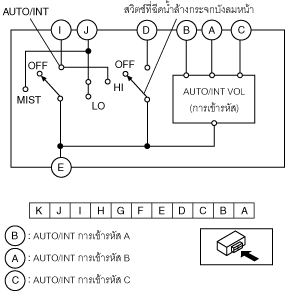 AUTO/INT
สวิตช์ที่ฉีดน้ำล้างกระจกบังลมหน้า
I J D B A C
OFF OFF
MIST LO HI
AUTO/INT VOL
(การเข้ารหัส)
E
K J I H G F E D C B A
B : AUTO/INT การเข้ารหัส A
A : AUTO/INT การเข้ารหัส B
C : AUTO/INT การเข้ารหัส C